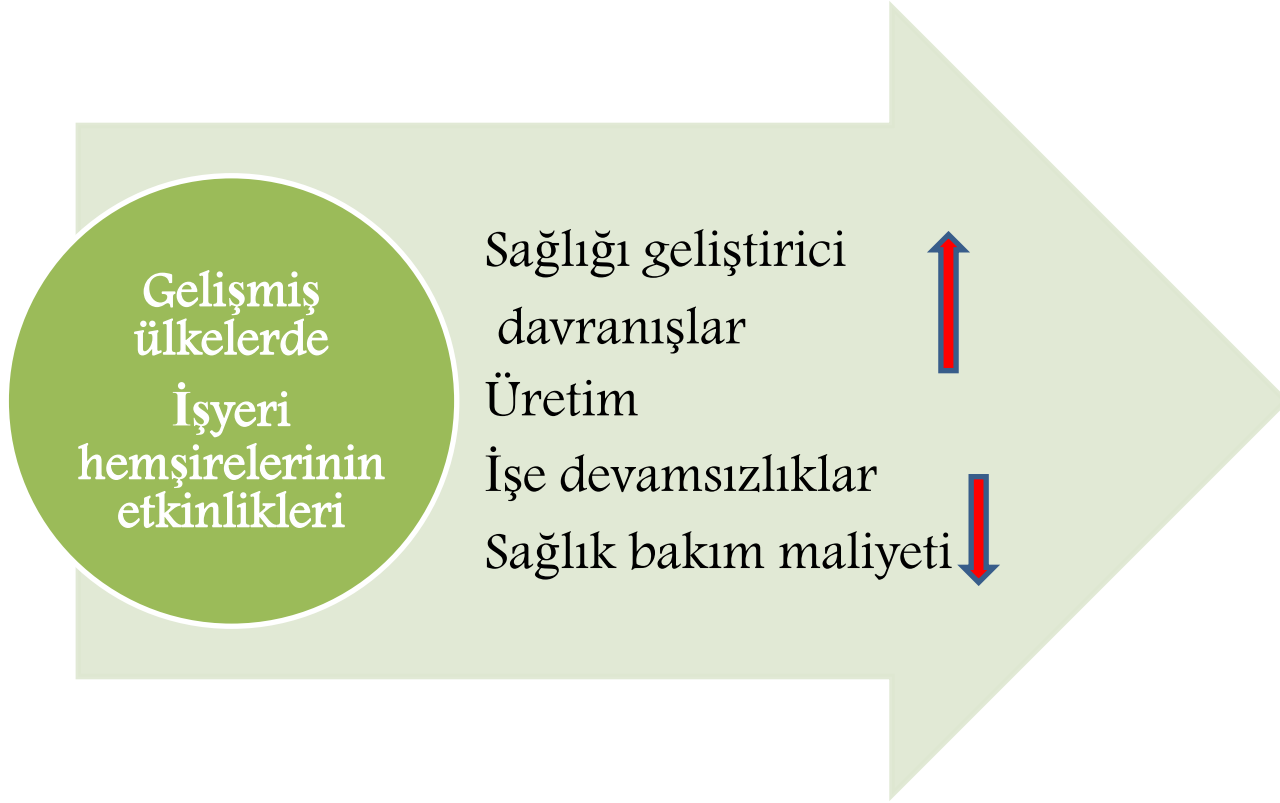 Gelişmiş
ülkelerde
İşyeri
hemşirelerinin
etkinlikleri
Sağlığı geliştirici
davranışlar
Üretim
İşe devamsızlıklar
Sağlık bakım maliyeti